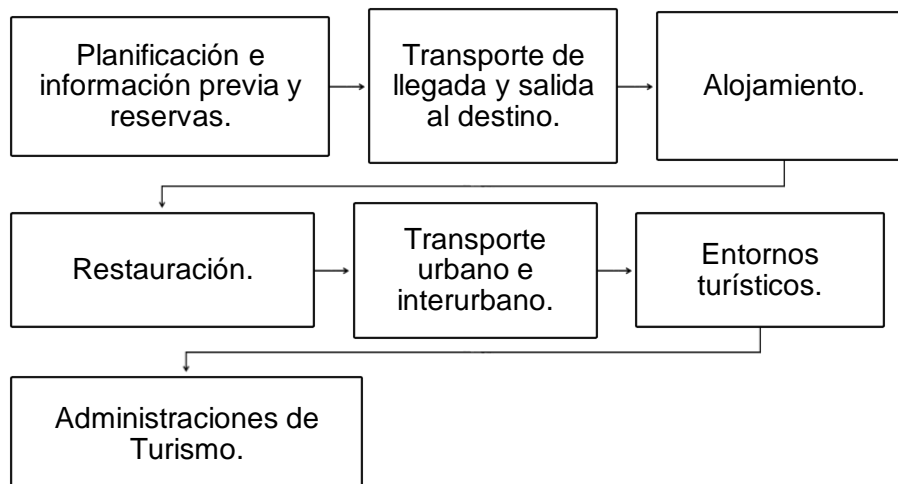 Planificación e
información previa y
reservas.
Transporte de
llegada y salida
al destino.
Alojamiento.
Restauración.
Transporte
urbano e
interurbano.
Entornos
turísticos.
Administraciones de
Turismo.